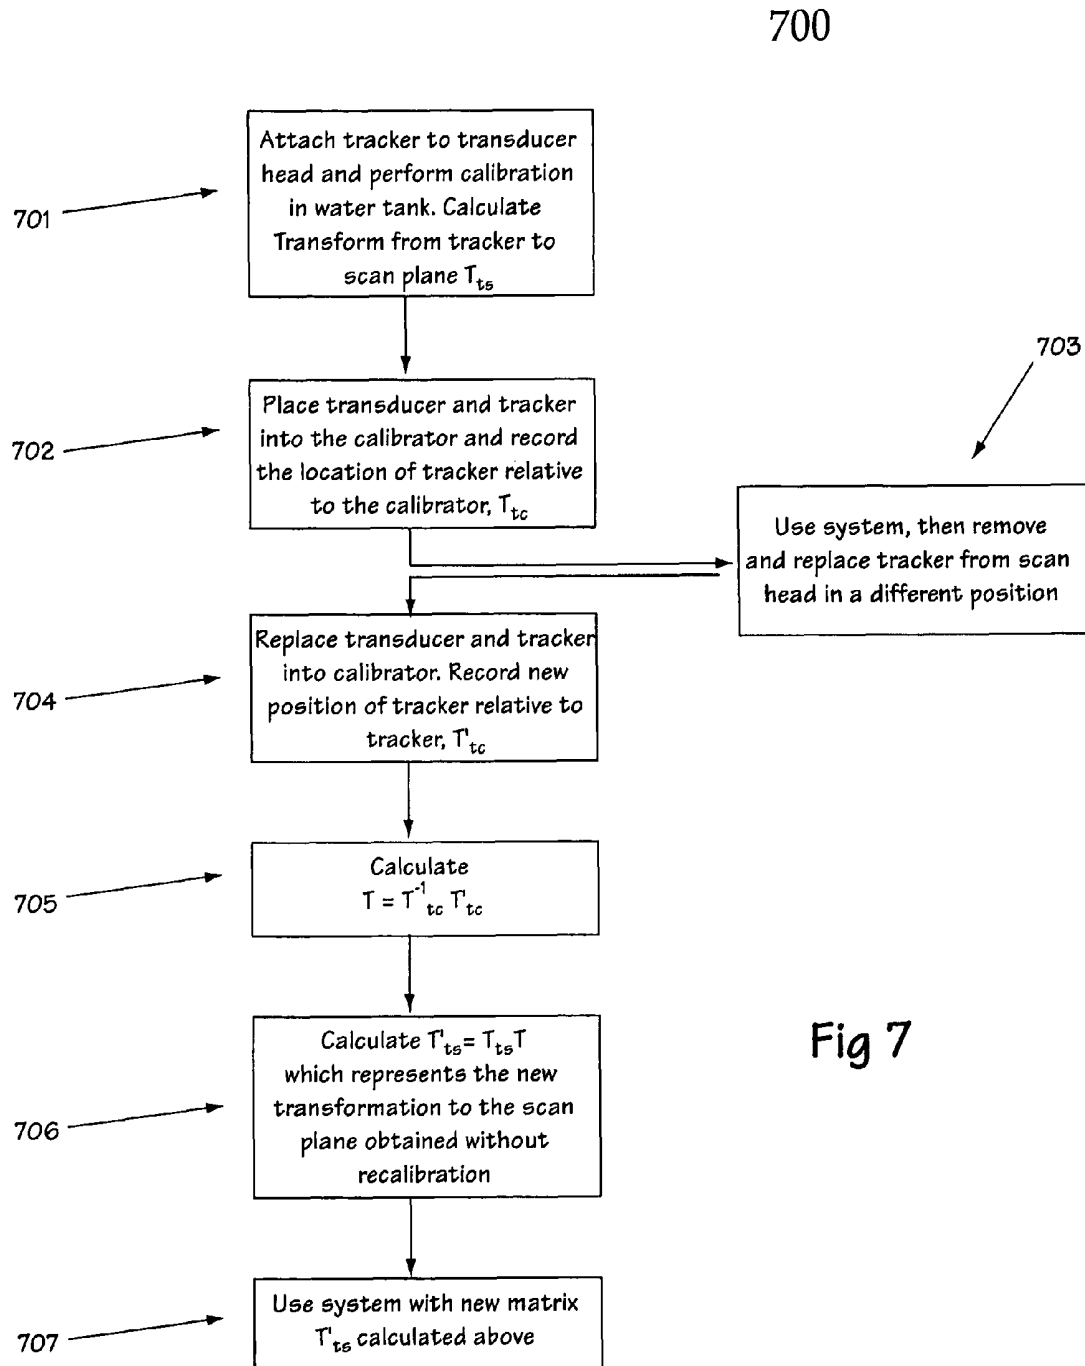 700
701
Attach tracker to transducer
head and perform calibration
in water tank. Calculate
Transform from tracker to
scan plane T_ts
703
702
Place transducer and tracker
into the calibrator and record
the location of tracker relative
to the calibrator, T_tc
Use system, then remove
and replace tracker from scan
head in a different position
704
Replace transducer and tracker
into calibrator. Record new
position of tracker relative to
tracker, T'_tc
705
Calculate
T = T^-1_tc T'_tc
706
Calculate T'_ts = T_ts T
which represents the new
transformation to the scan
plane obtained without
recalibration
Fig 7
707
Use system with new matrix
T'_ts calculated above